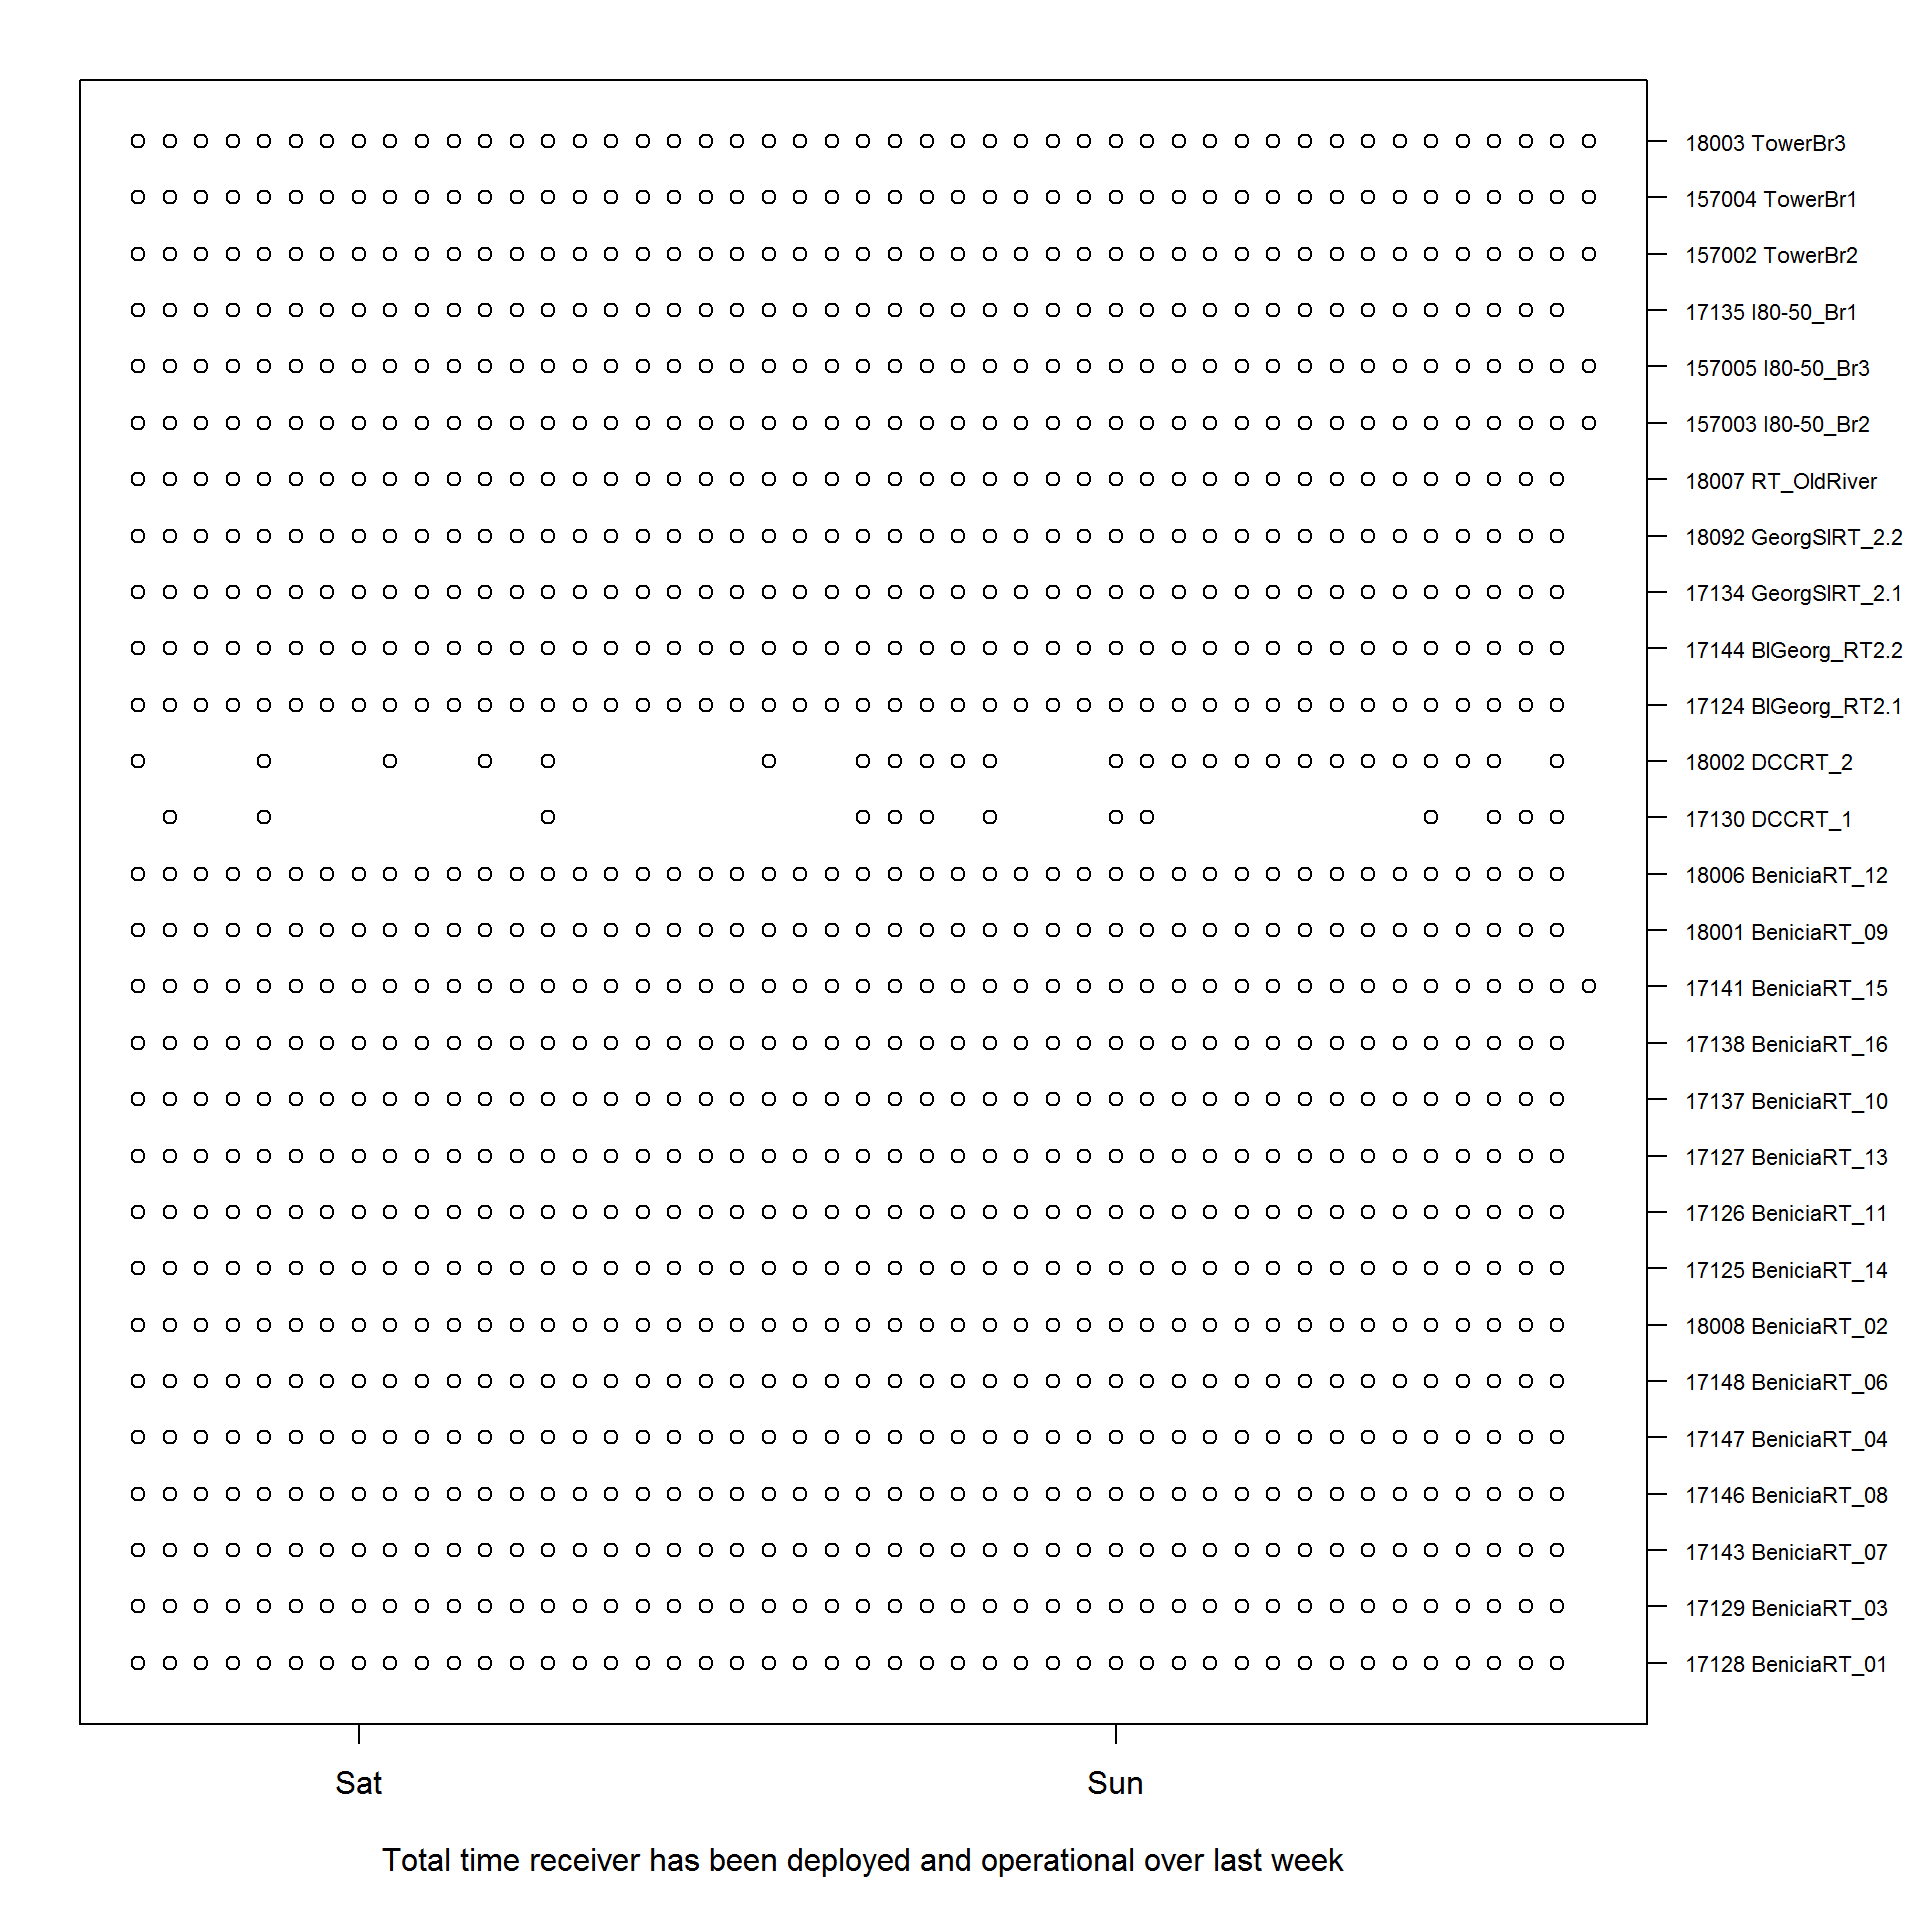 18003 TowerBr3
157004 TowerBr1
157002 TowerBr2
17135 I80-50_Br1
157005 I80-50_Br3
157003 I80-50_Br2
18007 RT_OldRiver
18092 GeorgSlRT_2.2
17134 GeorgSlRT_2.1
17144 BlGeorg_RT2.2
17124 BlGeorg_RT2.1
18002 DCCRT_2
17130 DCCRT_1
18006 BeniciaRT_12
18001 BeniciaRT_09
17141 BeniciaRT_15
17138 BeniciaRT_16
17137 BeniciaRT_10
17127 BeniciaRT_13
17126 BeniciaRT_11
17125 BeniciaRT_14
18008 BeniciaRT_02
17148 BeniciaRT_06
17147 BeniciaRT_04
17146 BeniciaRT_08
17143 BeniciaRT_07
17129 BeniciaRT_03
17128 BeniciaRT_01
Sat Sun
Total time receiver has been deployed and operational over last week